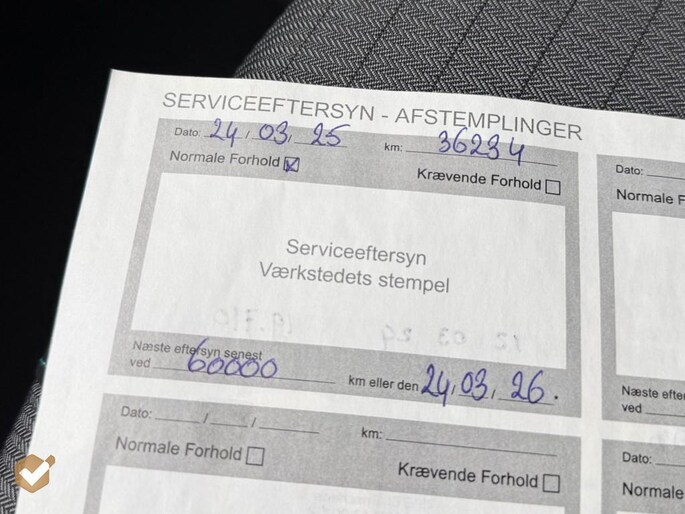 SERVICEEFTERSYN - AFSTEMPLINGER
Dato: 24 / 03, 25 km: 36234
Normale Forhold Krævende Forhold
Serviceeftersyn
Værkstedets stempel
Næste eftersyn senest
ved 60000 km eller den 24, 03, 26.
Dato: / / km:
Normale Forhold Krævende Forhold
Dato:
Normale F
Næste efter
ved
Dato:
Normale